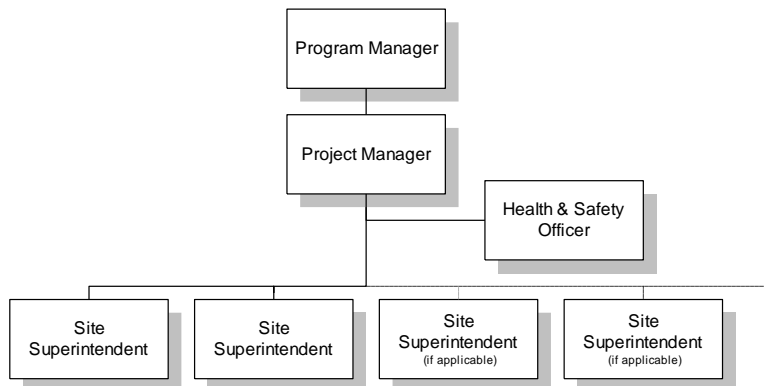 Program Manager
Project Manager
Health & Safety
Officer
Site
Superintendent
Site
Superintendent
Site
Superintendent
(if applicable)
Site
Superintendent
(if applicable)